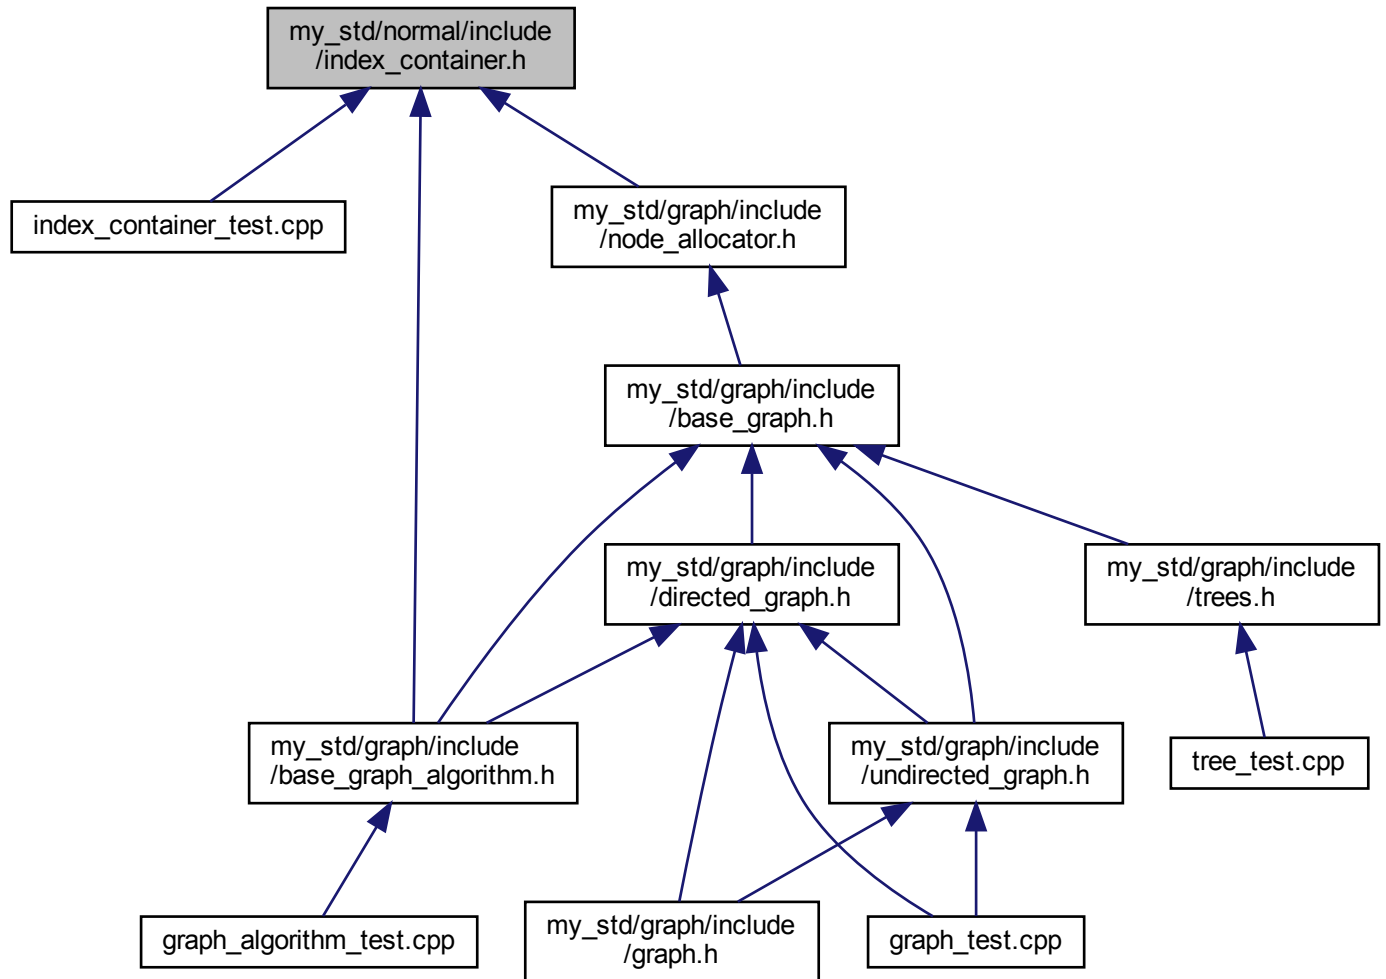 my_std/normal/include
/index_container.h
index_container_test.cpp
my_std/graph/include
/node_allocator.h
my_std/graph/include
/base_graph.h
my_std/graph/include
/directed_graph.h
my_std/graph/include
/trees.h
my_std/graph/include
/base_graph_algorithm.h
my_std/graph/include
/undirected_graph.h
tree_test.cpp
graph_algorithm_test.cpp
my_std/graph/include
/graph.h
graph_test.cpp